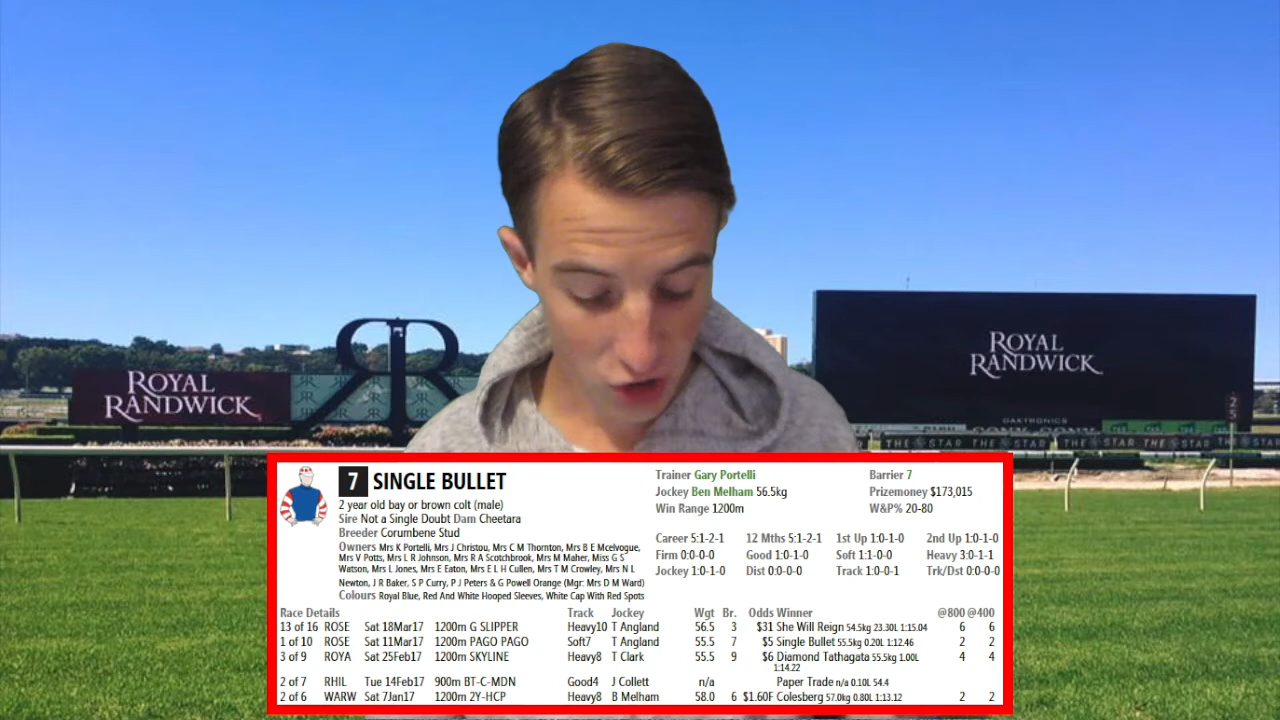 ROYAL
RANDWICK
ROYAL
RANDWICK
DAKTRONICS
THE STAR THE STAR THE STAR THE STAR
7 SINGLE BULLET
2 year old bay or brown colt (male)
Sire Not a Single Doubt Dam Cheetara
Breeder Corumbene Stud
Owners Mrs K Portelli, Mrs J Christou, Mrs C M Thornton, Mrs B E Mcelvogue,
Mrs V Potts, Mrs L R Johnson, Mrs R A Scotchbrook, Mrs M Maher, Miss G S
Watson, Mrs L Jones, Mrs E Eaton, Mrs E L H Cullen, Mrs T M Crowley, Mrs N L
Newton, J R Baker, S P Curry, P J Peters & G Powell Orange (Mgr: Mrs D M Ward)
Colours Royal Blue, Red And White Hooped Sleeves, White Cap With Red Spots
Trainer Gary Portelli Barrier 7
Jockey Ben Melham 56.5kg Prizemoney $173,015
Win Range 1200m W&P% 20-80
Career 5:1-2-1 12 Mths 5:1-2-1 1st Up 1:0-1-0 2nd Up 1:0-1-0
Firm 0:0-0-0 Good 1:0-1-0 Soft 1:1-0-0 Heavy 3:0-1-1
Jockey 1:0-1-0 Dist 0:0-0-0 Track 1:0-0-1 Trk/Dst 0:0-0-0
Race Details Track Jockey Wgt Br. Odds Winner @800 @400
13 of 16 ROSE Sat 18Mar17 1200m G SLIPPER Heavy10 T Angland 56.5 3 $31 She Will Reign 54.5kg 23.30L 1:15.04 6 6
1 of 10 ROSE Sat 11Mar17 1200m PAGO PAGO Soft7 T Angland 55.5 7 $5 Single Bullet 55.5kg 0.20L 1:12.46 2 2
3 of 9 ROYA Sat 25Feb17 1200m SKYLINE Heavy8 T Clark 55.5 9 $6 Diamond Tathagata 55.5kg 1.00L 4 4
1:14.22
2 of 7 RHIL Tue 14Feb17 900m BT-C-MDN Good4 J Collett n/a Paper Trade n/a 0.10L 54.4
2 of 6 WARW Sat 7Jan17 1200m 2Y-HCP Heavy8 B Melham 58.0 6 $1.60F Colesberg 57.0kg 0.80L 1:13.12 2 2